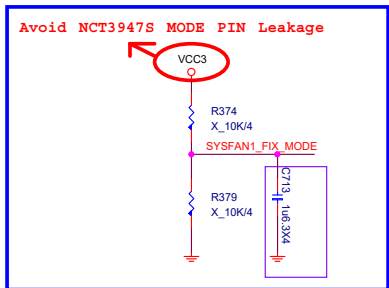 Avoid NCT3947S MODE PIN Leakage
VCC3
R374
X_10K/4
SYSFAN1_FIX_MODE
R379
X_10K/4
C713
1u6.3X4